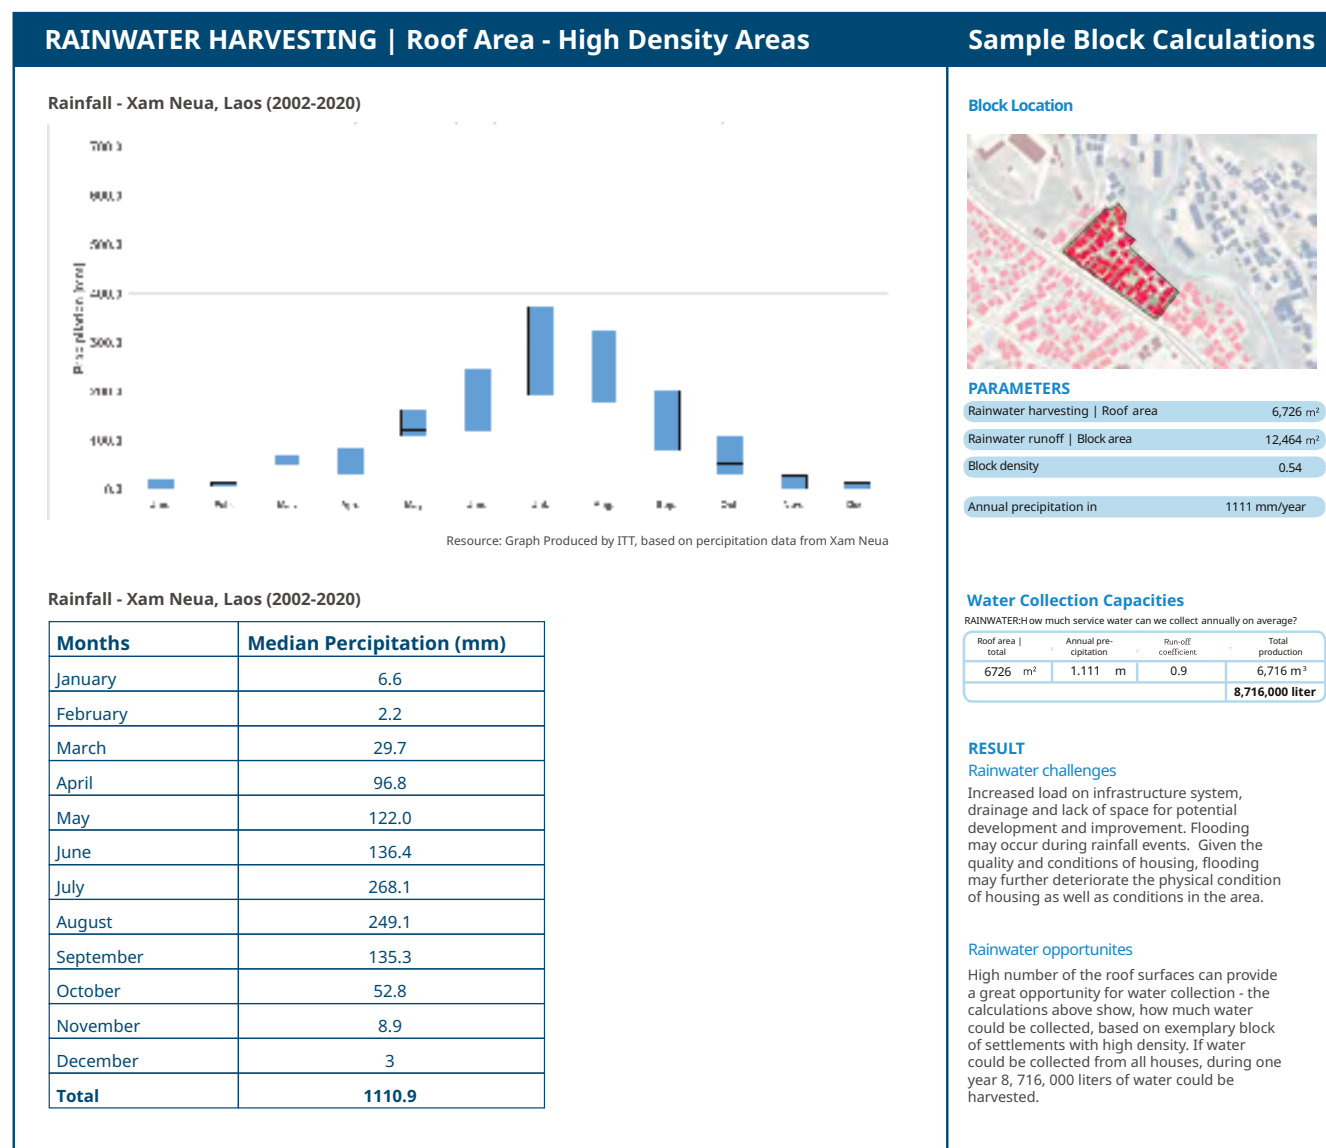 RAINWATER HARVESTING | Roof Area - High Density Areas
Sample Block Calculations
Rainfall - Xam Neua, Laos (2002-2020)
400.0
300.0
200.0
100.0
0.0
Resource: Graph Produced by ITT, based on percipitation data from Xam Neua
Rainfall - Xam Neua, Laos (2002-2020)
Months Median Percipitation (mm)
January 6.6
February 2.2
March 29.7
April 96.8
May 122.0
June 136.4
July 268.1
August 249.1
September 135.3
October 52.8
November 8.9
December 3
Total 1110.9
Block Location
PARAMETERS
Rainwater harvesting | Roof area 6,726 m²
Rainwater runoff | Block area 12,464 m²
Block density 0.54
Annual precipitation in 1111 mm/year
Water Collection Capacities
RAINWATER:How much service water can we collect annually on average?
Roof area | Annual pre- Run-off Total
total cipitation coefficient production
6726 m² 1.111 m 0.9 6,716 m³
8,716,000 liter
RESULT
Rainwater challenges
Increased load on infrastructure system,
drainage and lack of space for potential
development and improvement. Flooding
may occur during rainfall events. Given the
quality and conditions of housing, flooding
may further deteriorate the physical condition
of housing as well as conditions in the area.
Rainwater opportunites
High number of the roof surfaces can provide
a great opportunity for water collection - the
calculations above show, how much water
could be collected, based on exemplary block
of settlements with high density. If water
could be collected from all houses, during one
year 8, 716, 000 liters of water could be
harvested.